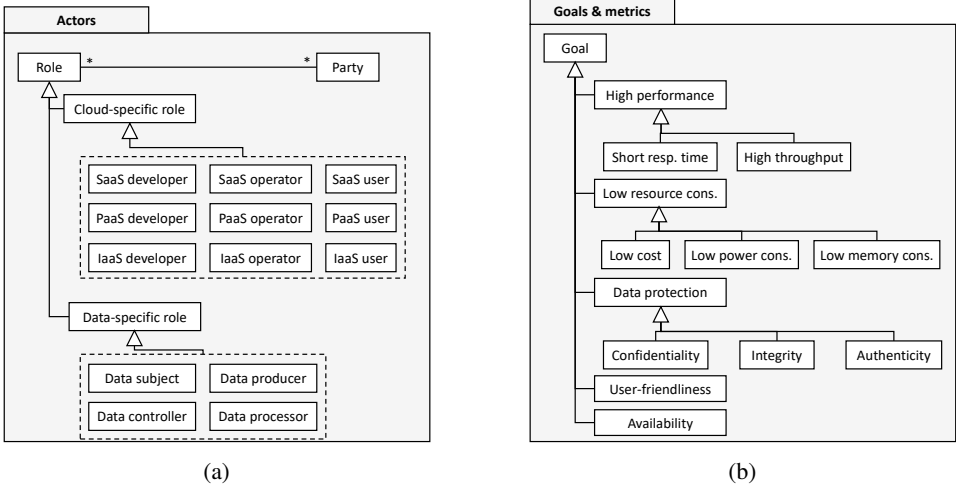 Actors
Role
*
*
Party
Cloud-specific role
SaaS developer SaaS operator SaaS user
PaaS developer PaaS operator PaaS user
IaaS developer IaaS operator IaaS user
Data-specific role
Data subject Data producer
Data controller Data processor
(a)
Goals & metrics
Goal
High performance
Short resp. time High throughput
Low resource cons.
Low cost Low power cons. Low memory cons.
Data protection
Confidentiality Integrity Authenticity
User-friendliness
Availability
(b)